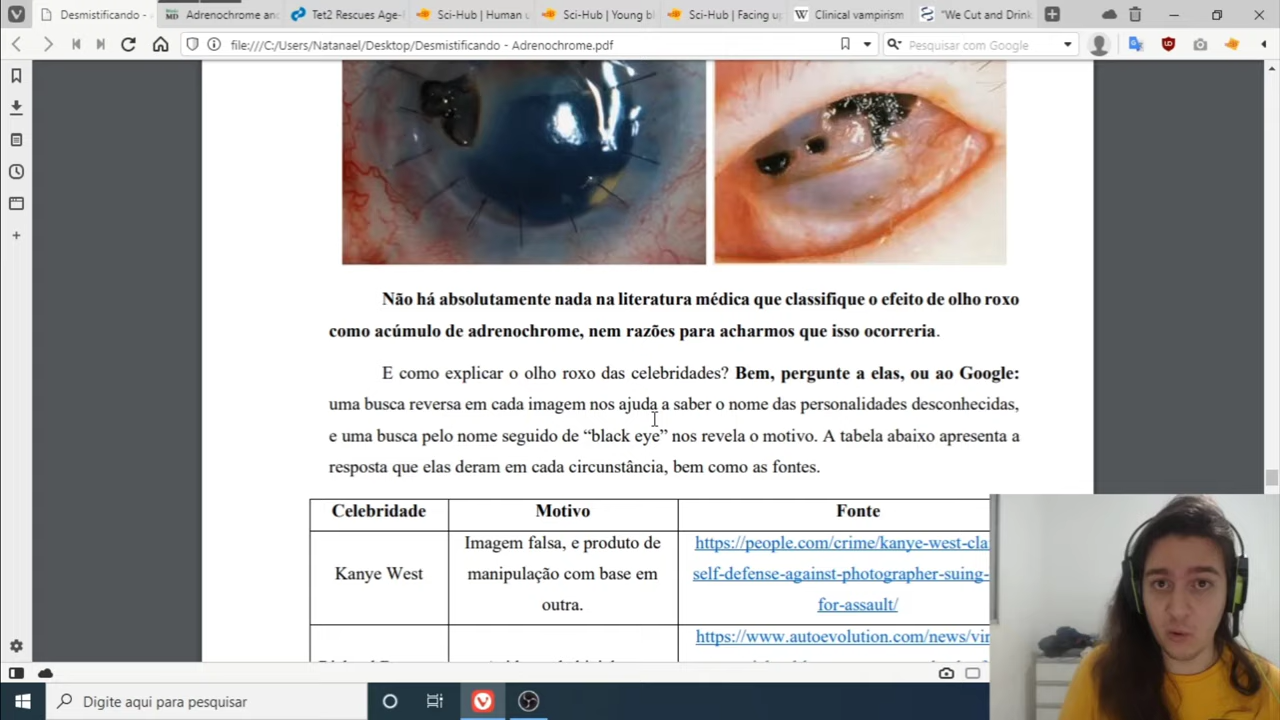 Desmistificando -
Adrenochrome an
Tet2 Rescues Age-
Sci-Hub | Human
Sci-Hub | Young bl
Sci-Hub | Facing up
Clinical vampirism
"We Cut and Drink
file:///C:/Users/Natanael/Desktop/Desmistificando - Adrenochrome.pdf
Pesquisar com Google
Não há absolutamente nada na literatura médica que classifique o efeito de olho roxo
como acúmulo de adrenochrome, nem razões para acharmos que isso ocorreria.
E como explicar o olho roxo das celebridades? Bem, pergunte a elas, ou ao Google:
uma busca reversa em cada imagem nos ajuda a saber o nome das personalidades desconhecidas,
e uma busca pelo nome seguido de “black eye” nos revela o motivo. A tabela abaixo apresenta a
resposta que elas deram em cada circunstância, bem como as fontes.
Celebridade Motivo Fonte
Kanye West
Imagem falsa, e produto de
manipulação com base em
outra.
https://people.com/crime/kanye-west-clai
self-defense-against-photographer-suing-
for-assault/
https://www.autoevolution.com/news/vin
Digite aqui para pesquisar